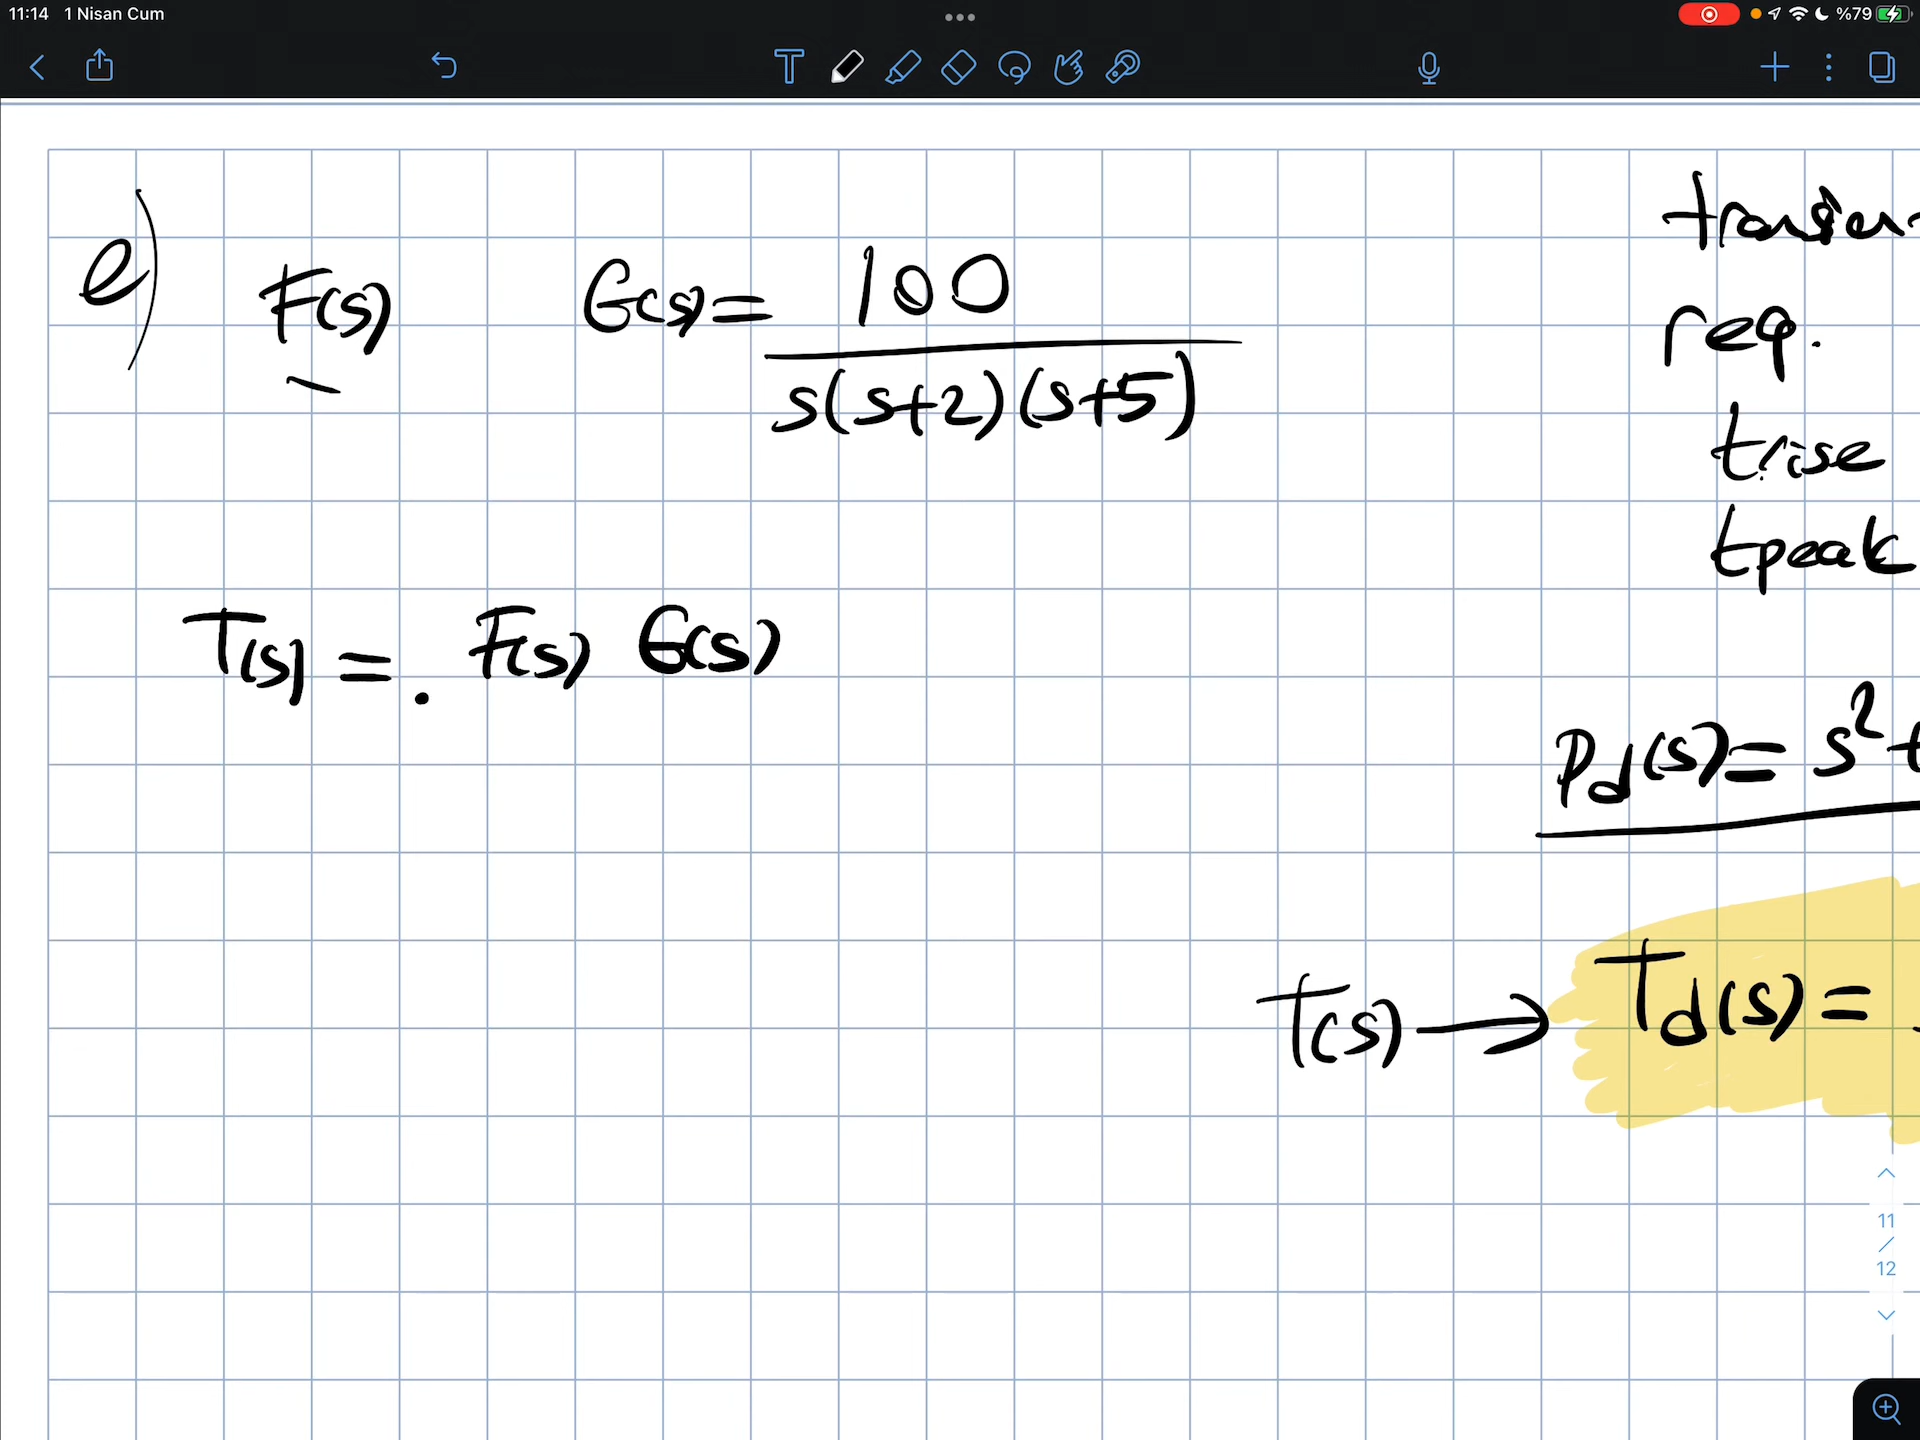 11:14 1 Nisan Cum
%79
e) F(s) G(s) = 100
s(s+2)(s+5)
req.
trise
tpeak
T(s) = . F(s) G(s)
Pd(s) = s² +
T(s) → Td(s) =
11
/
12